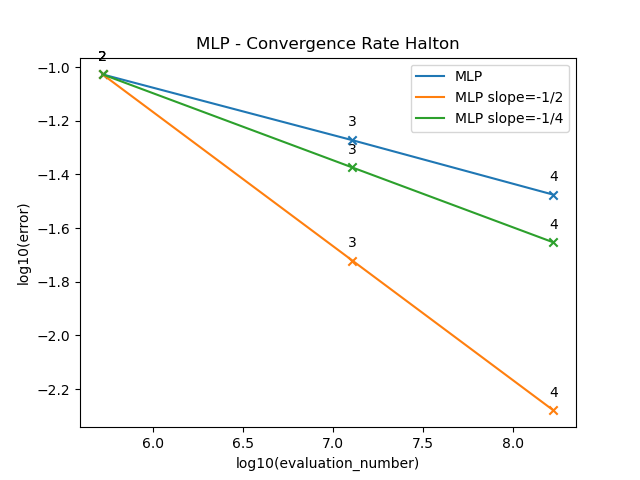 MLP - Convergence Rate Halton
2
MLP
MLP slope=-1/2
MLP slope=-1/4
3
3
3
4
4
4
−1.0
−1.2
−1.4
−1.6
−1.8
−2.0
−2.2
log10(error)
6.0 6.5 7.0 7.5 8.0
log10(evaluation_number)